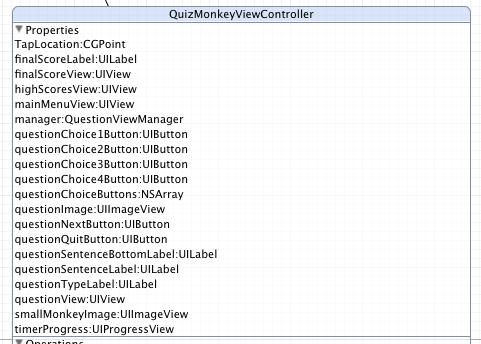 QuizMonkeyViewController
Properties
TapLocation:CGPoint
finalScoreLabel:UILabel
finalScoreView:UIView
highScoresView:UIView
mainMenuView:UIView
manager:QuestionViewManager
questionChoice1Button:UIButton
questionChoice2Button:UIButton
questionChoice3Button:UIButton
questionChoice4Button:UIButton
questionChoiceButtons:NSArray
questionImage:UIImageView
questionNextButton:UIButton
questionQuitButton:UIButton
questionSentenceBottomLabel:UILabel
questionSentenceLabel:UILabel
questionTypeLabel:UILabel
questionView:UIView
smallMonkeyImage:UIImageView
timerProgress:UIProgressView
Operations